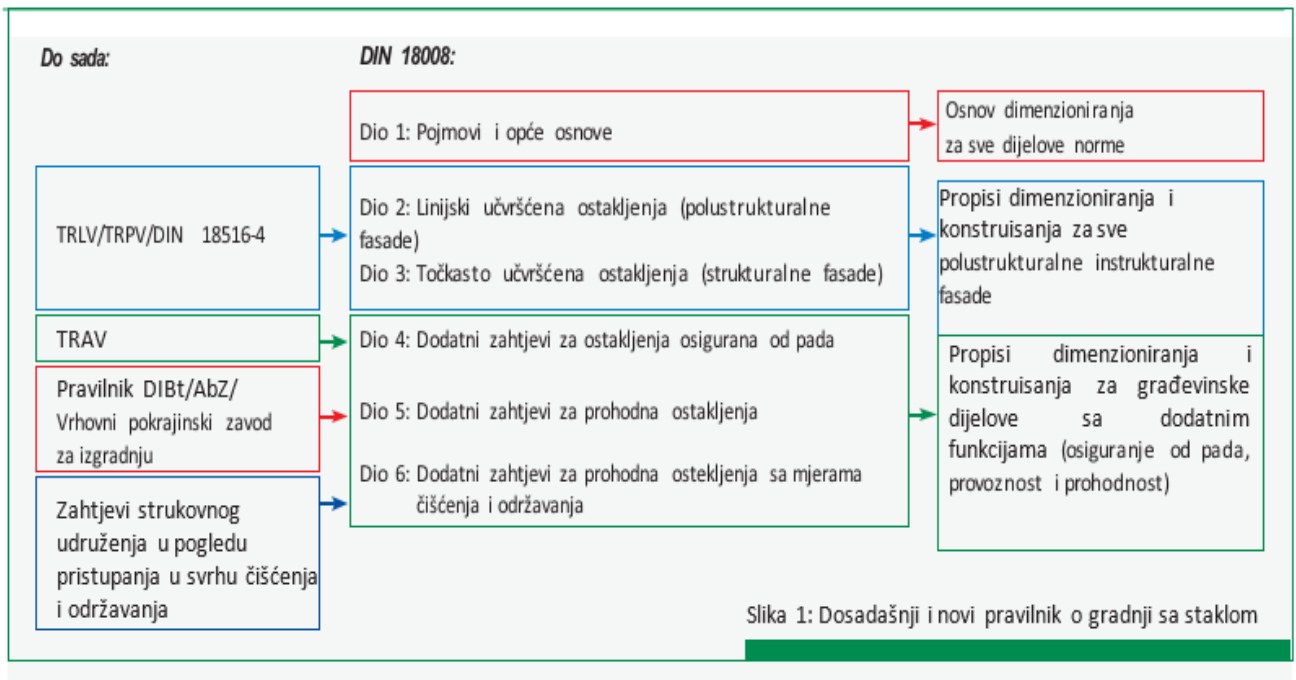 Do sada:
DIN 18008:
Dio 1: Pojmovi i opće osnove
Osnov dimenzioniranja
za sve dijelove norme
TRLV/TRPV/DIN 18516-4
Dio 2: Linijski učvršćena ostakljenja (polustrukturalne
fasade)
Dio 3: Točkasto učvršćena ostakljenja (strukturalne fasade)
Propisi dimenzioniranja i
konstruisanja za sve
polustrukturalne instrukturalne
fasade
TRAV
Pravilnik DIBt/AbZ/
Vrhovni pokrajinski zavod
za izgradnju
Zahtjevi strukovnog
udruženja u pogledu
pristupanja u svrhu čišćenja
i održavanja
Dio 4: Dodatni zahtjevi za ostakljenja osigurana od pada
Dio 5: Dodatni zahtjevi za prohodna ostakljenja
Dio 6: Dodatni zahtjevi za prohodna ostekljenja sa mjerama
čišćenja i održavanja
Propisi dimenzioniranja i
konstruisanja za građevinske
dijelove sa dodatnim
funkcijama (osiguranje od pada,
provoznost i prohodnost)
Slika 1: Dosadašnji i novi pravilnik o gradnji sa staklom